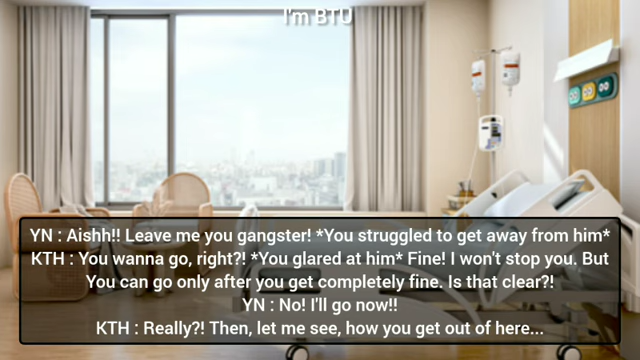 I'm BTU
YN : Aishh!! Leave me you gangster! *You struggled to get away from him*
KTH : You wanna go, right?! *You glared at him* Fine! I won't stop you. But
You can go only after you get completely fine. Is that clear?!
YN : No! I'll go now!!
KTH : Really?! Then, let me see, how you get out of here...